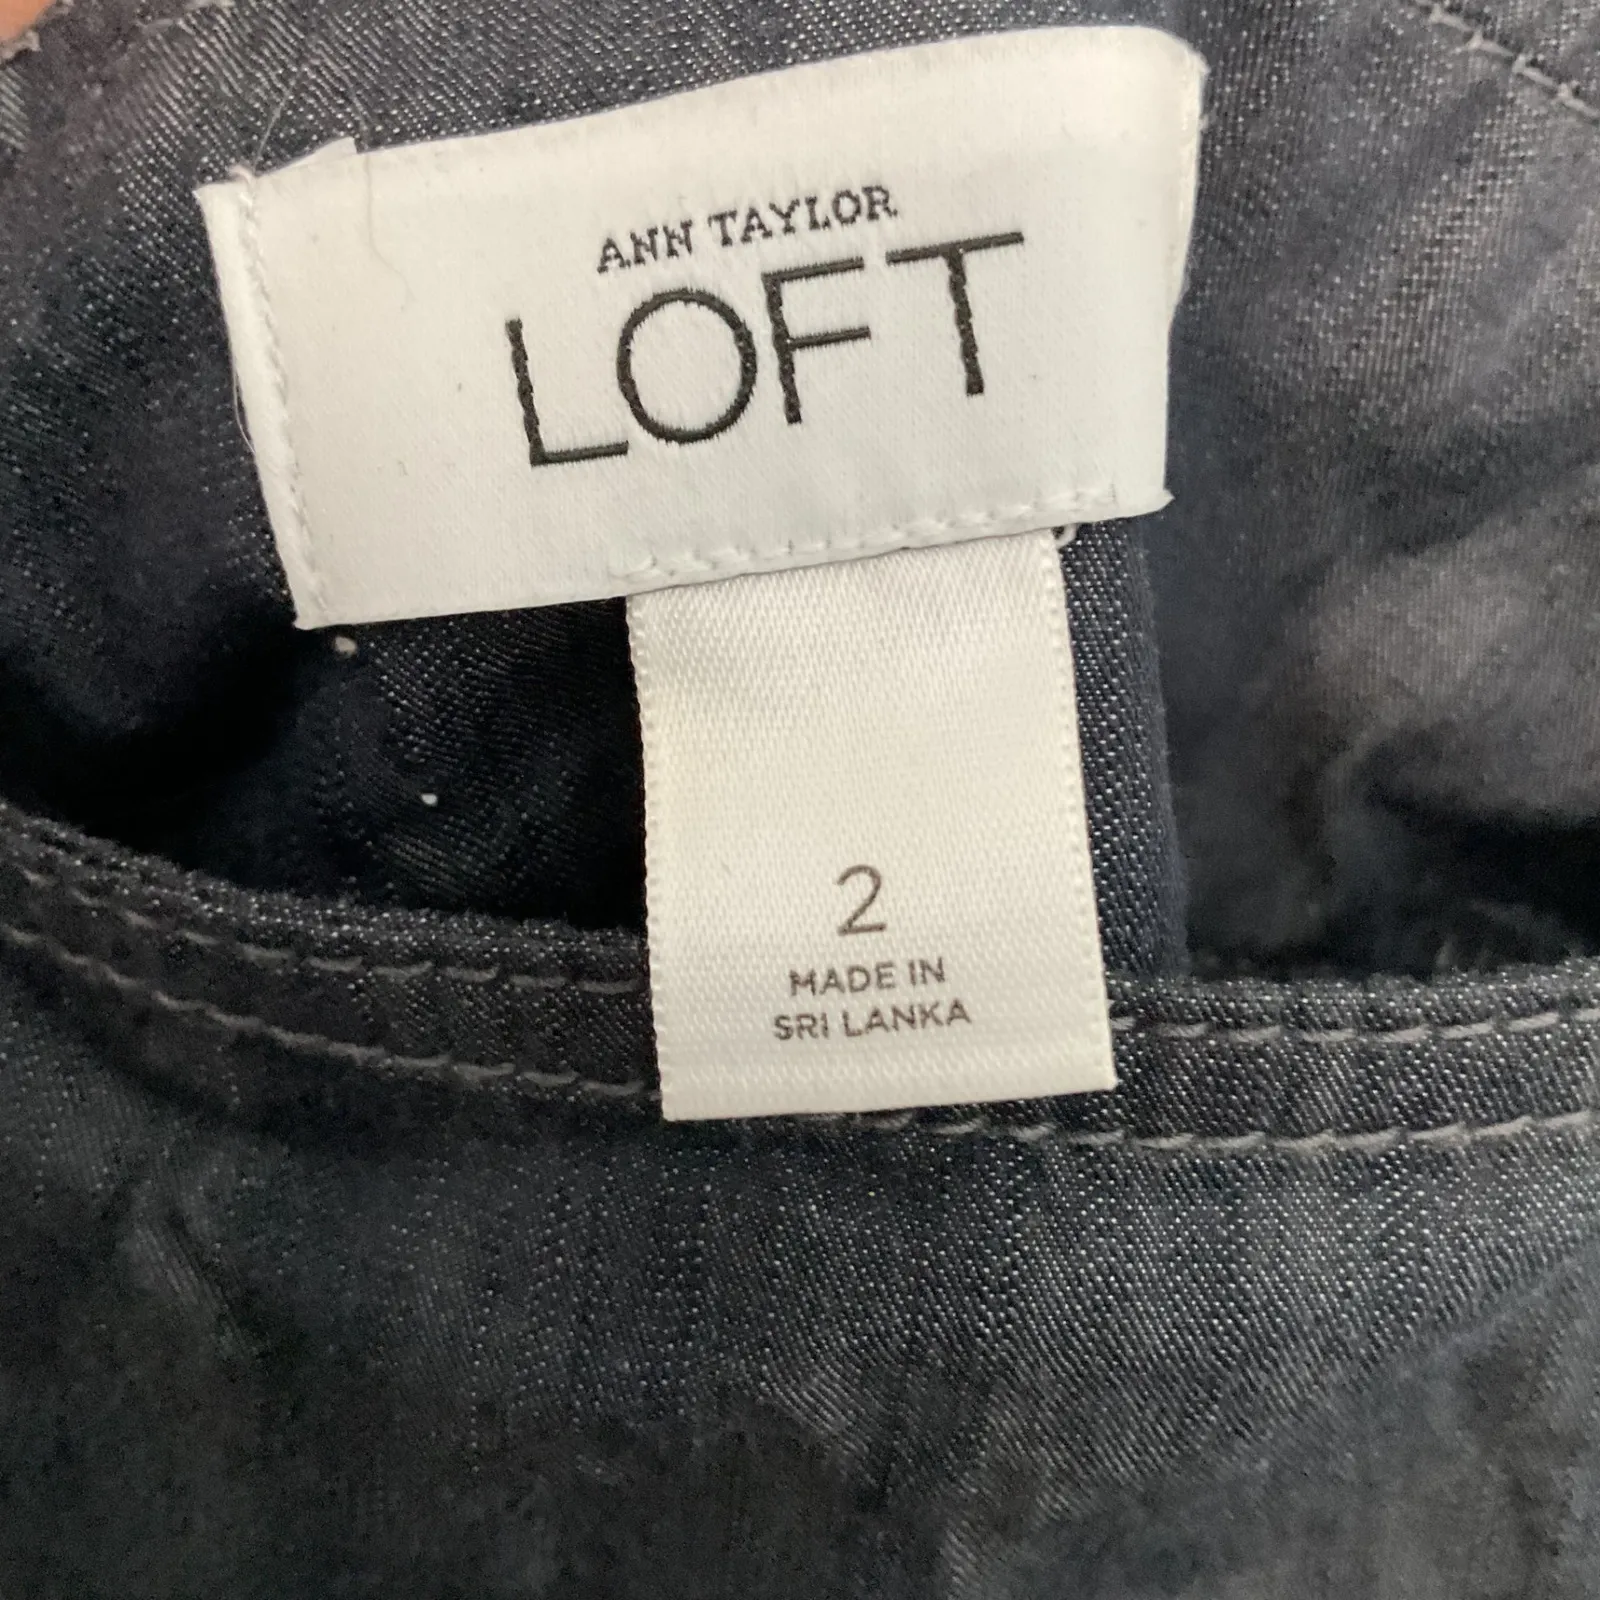 ANN TAYLOR
LOFT
2
MADE IN
SRI LANKA